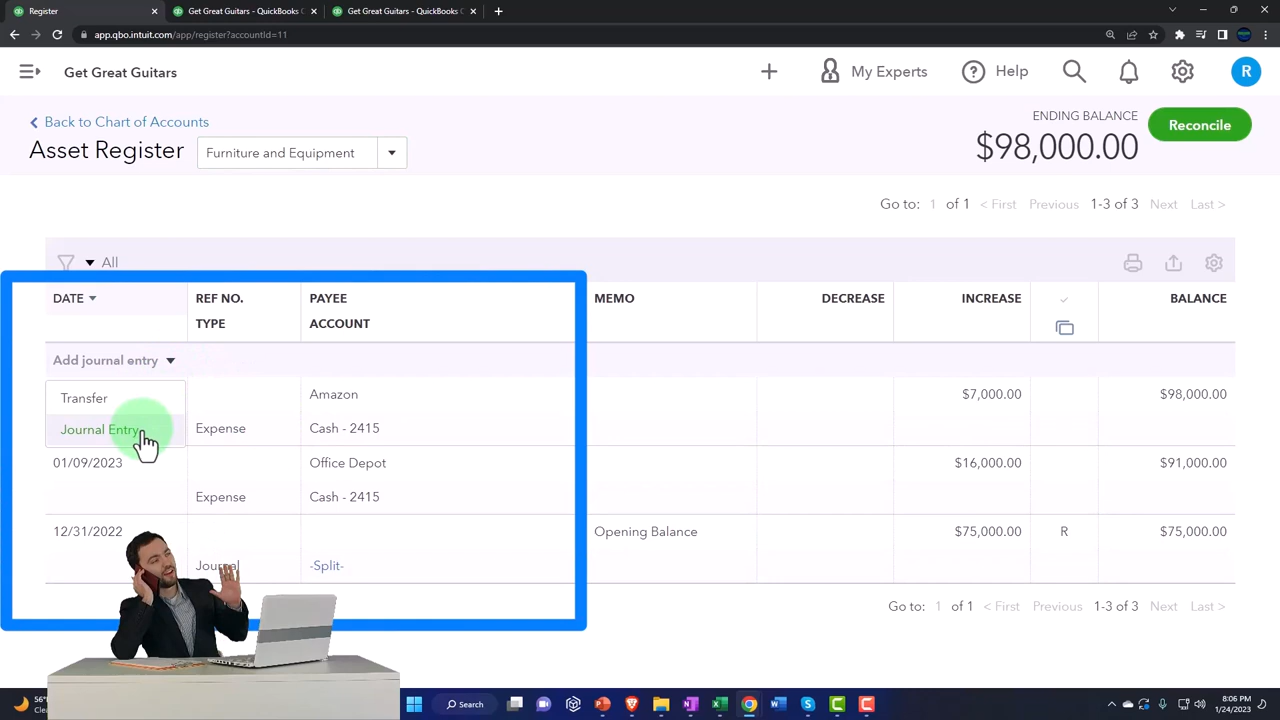 Register
Get Great Guitars - QuickBooks C
Get Great Guitars - QuickBooks C
app.qbo.intuit.com/app/register?accountId=11
Get Great Guitars
My Experts
Help
R
Back to Chart of Accounts
Asset Register
Furniture and Equipment
ENDING BALANCE
$98,000.00
Reconcile
Go to: 1 of 1 < First Previous 1-3 of 3 Next Last >
All
DATE REF NO. PAYEE MEMO DECREASE INCREASE BALANCE
TYPE ACCOUNT
Add journal entry
Transfer Amazon $7,000.00 $98,000.00
Journal Entry Expense Cash - 2415
01/09/2023 Office Depot $16,000.00 $91,000.00
Expense Cash - 2415
12/31/2022 Opening Balance $75,000.00 R $75,000.00
Journal -Split-
Go to: 1 of 1 < First Previous 1-3 of 3 Next Last >
56°
Clea
Search
8:06 PM
1/24/2023